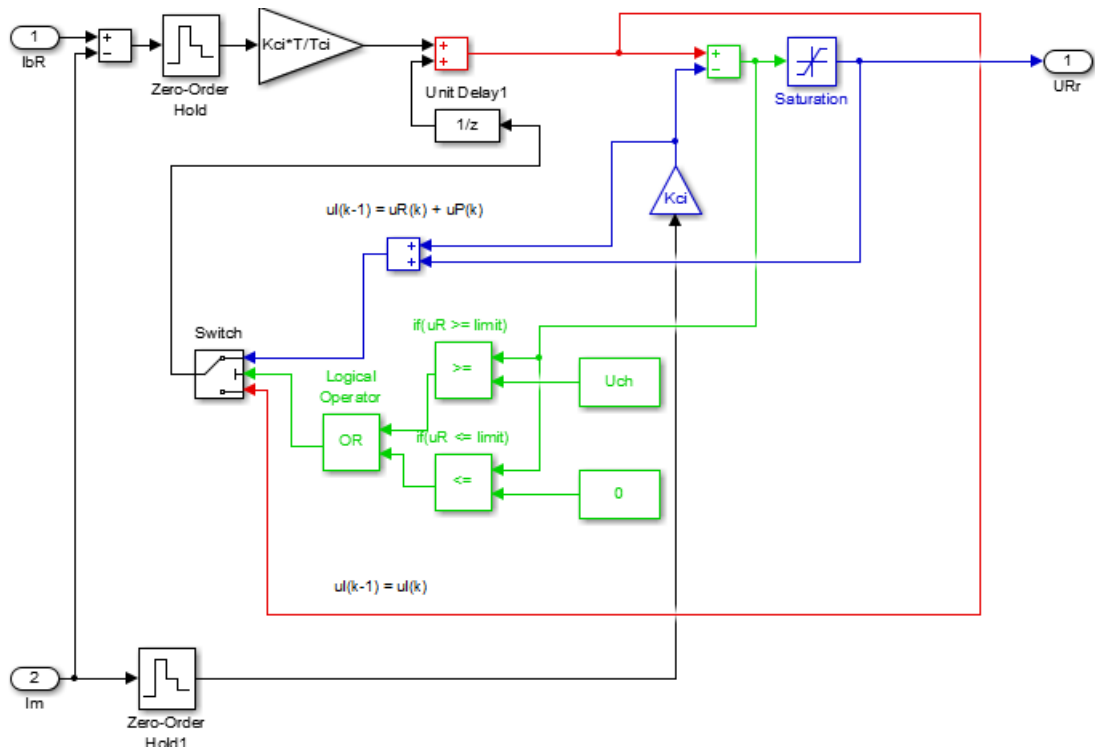 1
IbR
+
−
Zero-Order
Hold
Kci*T/Tci
+
+
Unit Delay1
1/z
+
−
Saturation
1
URr
Kci
uI(k-1) = uR(k) + uP(k)
+
+
Switch
if(uR >= limit)
>=
Uch
Logical
Operator
OR
if(uR <= limit)
<=
0
uI(k-1) = uI(k)
2
Im
Zero-Order
Hold1